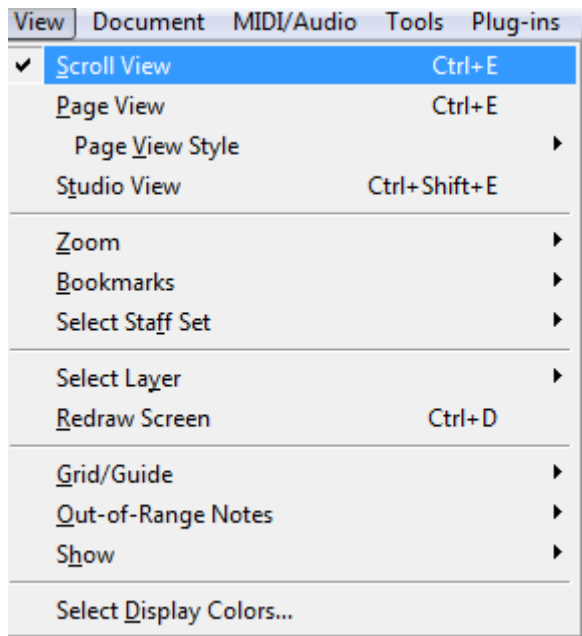 View Document MIDI/Audio Tools Plug-ins
Scroll View Ctrl+E
Page View Ctrl+E
Page View Style
Studio View Ctrl+Shift+E
Zoom
Bookmarks
Select Staff Set
Select Layer
Redraw Screen Ctrl+D
Grid/Guide
Out-of-Range Notes
Show
Select Display Colors...